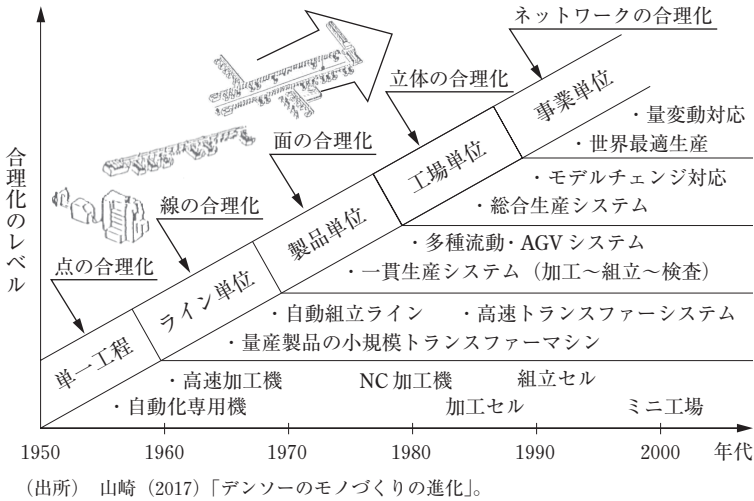 ネットワークの合理化
立体の合理化
事業単位
・量変動対応
・世界最適生産
面の合理化
工場単位
・モデルチェンジ対応
・総合生産システム
合理化のレベル
線の合理化
製品単位
・多種流動・AGVシステム
・一貫生産システム（加工～組立～検査）
点の合理化
ライン単位
・自動組立ライン ・高速トランスファーシステム
・量産製品の小規模トランスファーマシン
単一工程
・高速加工機 NC加工機 組立セル
・自動化専用機 加工セル ミニ工場
1950 1960 1970 1980 1990 2000 年代
（出所） 山崎（2017）「デンソーのモノづくりの進化」。